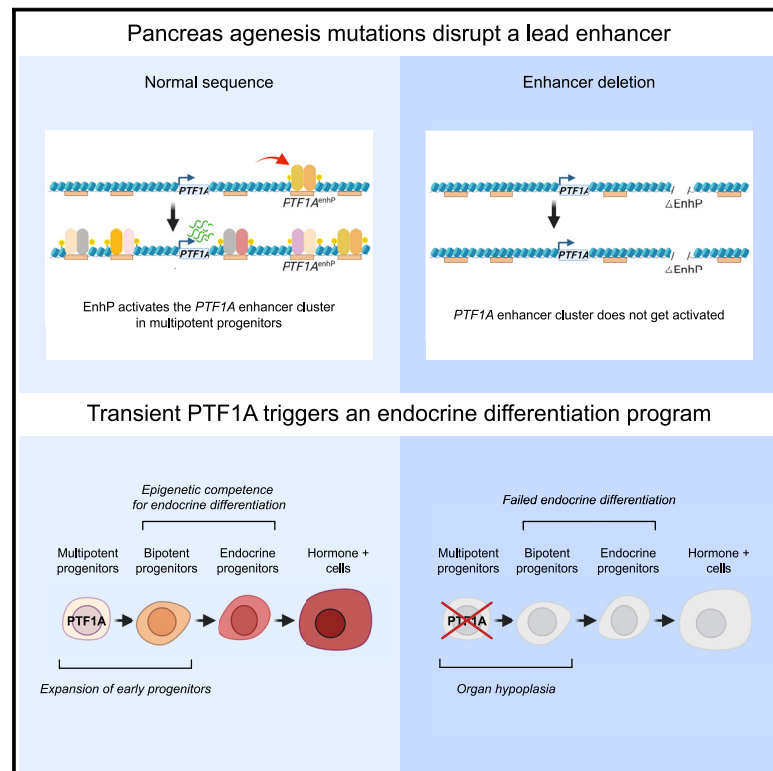 Pancreas agenesis mutations disrupt a lead enhancer
Normal sequence
PTF1A
PTF1A^enhP
PTF1A
PTF1A^enhP
EnhP activates the PTF1A enhancer cluster
in multipotent progenitors
Enhancer deletion
PTF1A
△EnhP
PTF1A
△EnhP
PTF1A enhancer cluster does not get activated
Transient PTF1A triggers an endocrine differentiation program
Epigenetic competence
for endocrine differentiation
Multipotent progenitors
Bipotent progenitors
Endocrine progenitors
Hormone + cells
PTF1A
Expansion of early progenitors
Failed endocrine differentiation
Multipotent progenitors
Bipotent progenitors
Endocrine progenitors
Hormone + cells
PTF1A
Organ hypoplasia